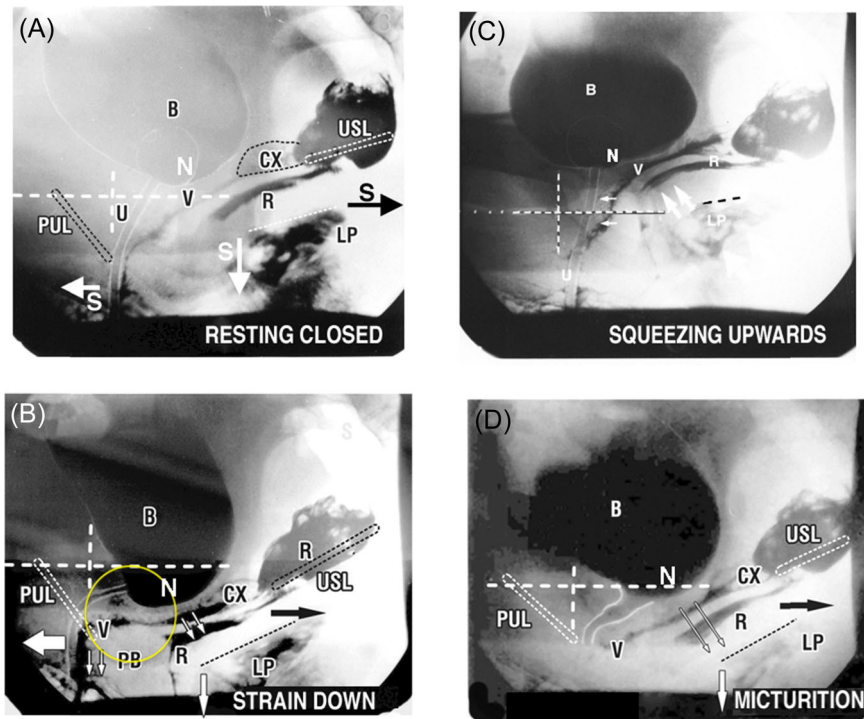 (A)
B
N
USL
CX
V
S
U
R
PUL
LP
S
S
RESTING CLOSED
(C)
B
N
V
R
LP
U
SQUEEZING UPWARDS
(B)
S
B
R
N
CX
USL
PUL
V
PB
R
LP
STRAIN DOWN
(D)
B
USL
N
CX
PUL
R
V
LP
MICTURITION